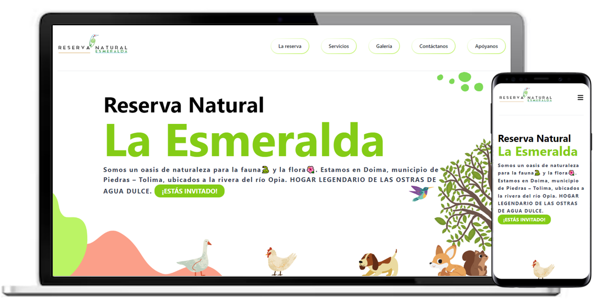 RESERVA NATURAL
ESMERALDA
La reserva
Servicios
Galeria
Contáctanos
Apóyanos
Reserva Natural
La Esmeralda
Somos un oasis de naturaleza para la fauna y la flora. Estamos en Doima, municipio de
Piedras – Tolima, ubicados a la rivera del río Opia. HOGAR LEGENDARIO DE LAS OSTRAS DE
AGUA DULCE. ¡ESTÁS INVITADO!
RESERVA NATURAL
ESMERALDA
Reserva Natural
La Esmeralda
Somos un oasis de naturaleza
para la fauna y la flora.
Estamos en Doima, municipio
de Piedras – Tolima, ubicados a
la rivera del río Opia. HOGAR
LEGENDARIO DE LAS OSTRAS
DE AGUA DULCE.
¡ESTÁS INVITADO!